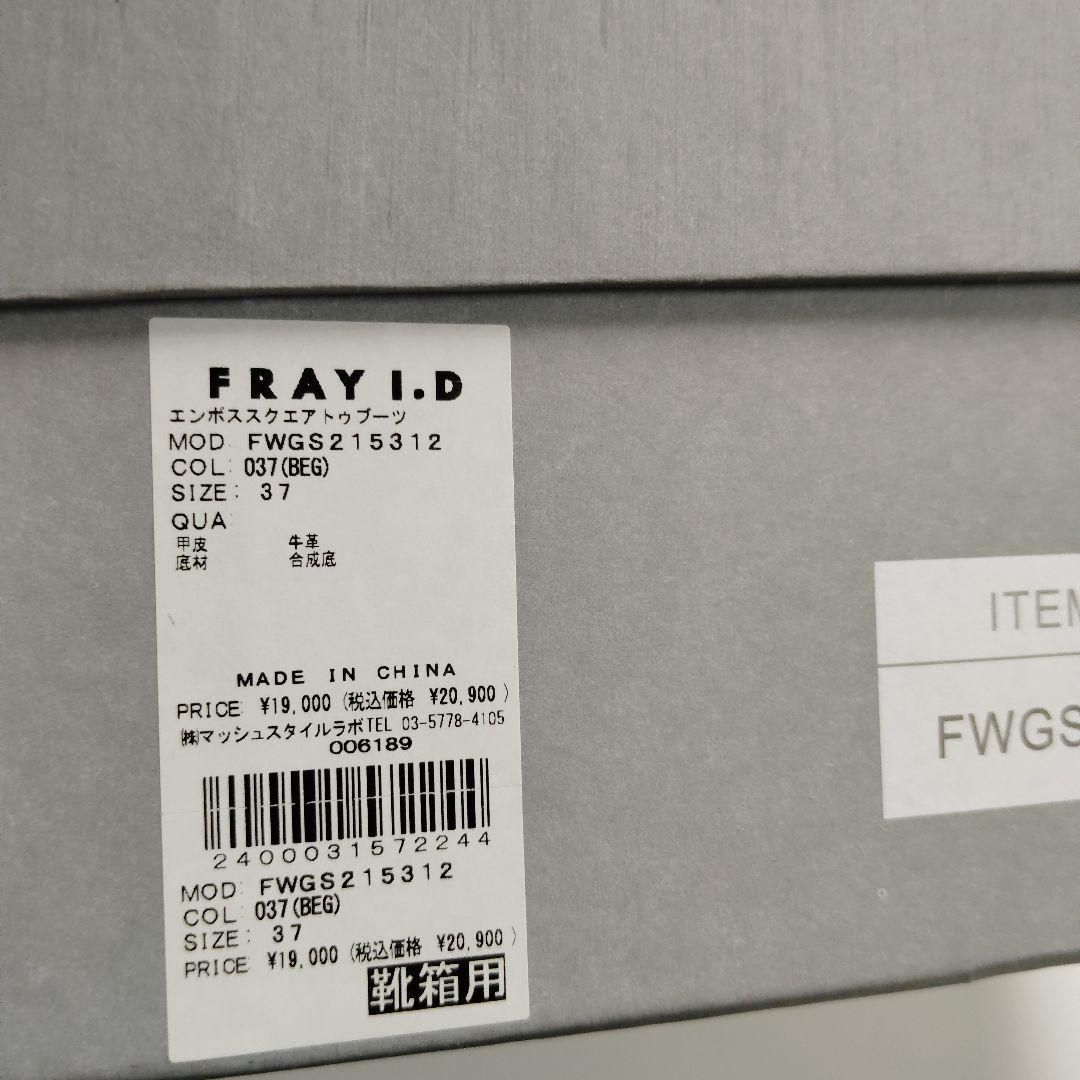 FRAY I.D
エンボススクエアトゥブーツ
MOD: FWGS215312
COL: 037(BEG)
SIZE: 37
QUA:
甲皮 牛革
底材 合成底
MADE IN CHINA
PRICE: ¥19,000 (税込価格 ¥20,900 )
㈱マッシュスタイルラボTEL 03-5778-4105
006189
2400031572244
MOD: FWGS215312
COL: 037(BEG)
SIZE: 37
PRICE: ¥19,000 (税込価格 ¥20,900 )
靴箱用
ITEM
FWGS